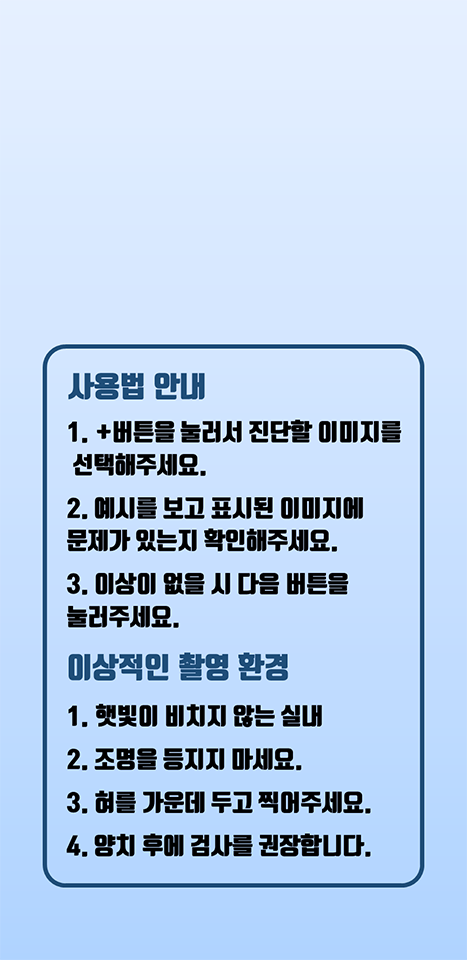 사용법 안내
1. +버튼을 눌러서 진단할 이미지를
선택해주세요.
2. 예시를 보고 표시된 이미지에
문제가 있는지 확인해주세요.
3. 이상이 없을 시 다음 버튼을
눌러주세요.
이상적인 촬영 환경
1. 햇빛이 비치지 않는 실내
2. 조명을 등지지 마세요.
3. 혀를 가운데 두고 찍어주세요.
4. 양치 후에 검사를 권장합니다.